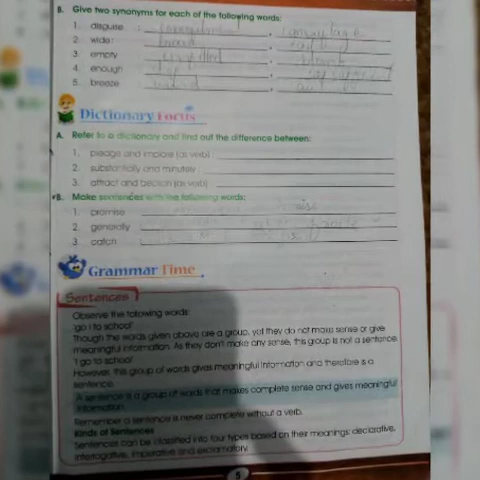 B. Give two synonyms for each of the following words:
1. disguise :
2. wide:
3. empty
4. enough
5. breeze
Dictionary Focus
A. Refer to a dictionary and find out the difference between:
1. pledge and implore (as verb) :
2. substantially and minutely :
3. attract and beckon (as verb) :
B. Make sentences with the following words:
1. promise
2. generally
3. catch
Grammar Time
Sentences
Observe the following words:
'go I to school'
Though the words given above are a group, yet they do not make sense or give
meaningful information. As they don't make any sense, this group is not a sentence.
'I go to school'
However, this group of words gives meaningful information and therefore is a
sentence.
A sentence is a group of words that makes complete sense and gives meaningful
information.
Remember a sentence is never complete without a verb.
Kinds of Sentences
Sentences can be classified into four types based on their meanings: declarative,
interrogative, imperative and exclamatory.
5